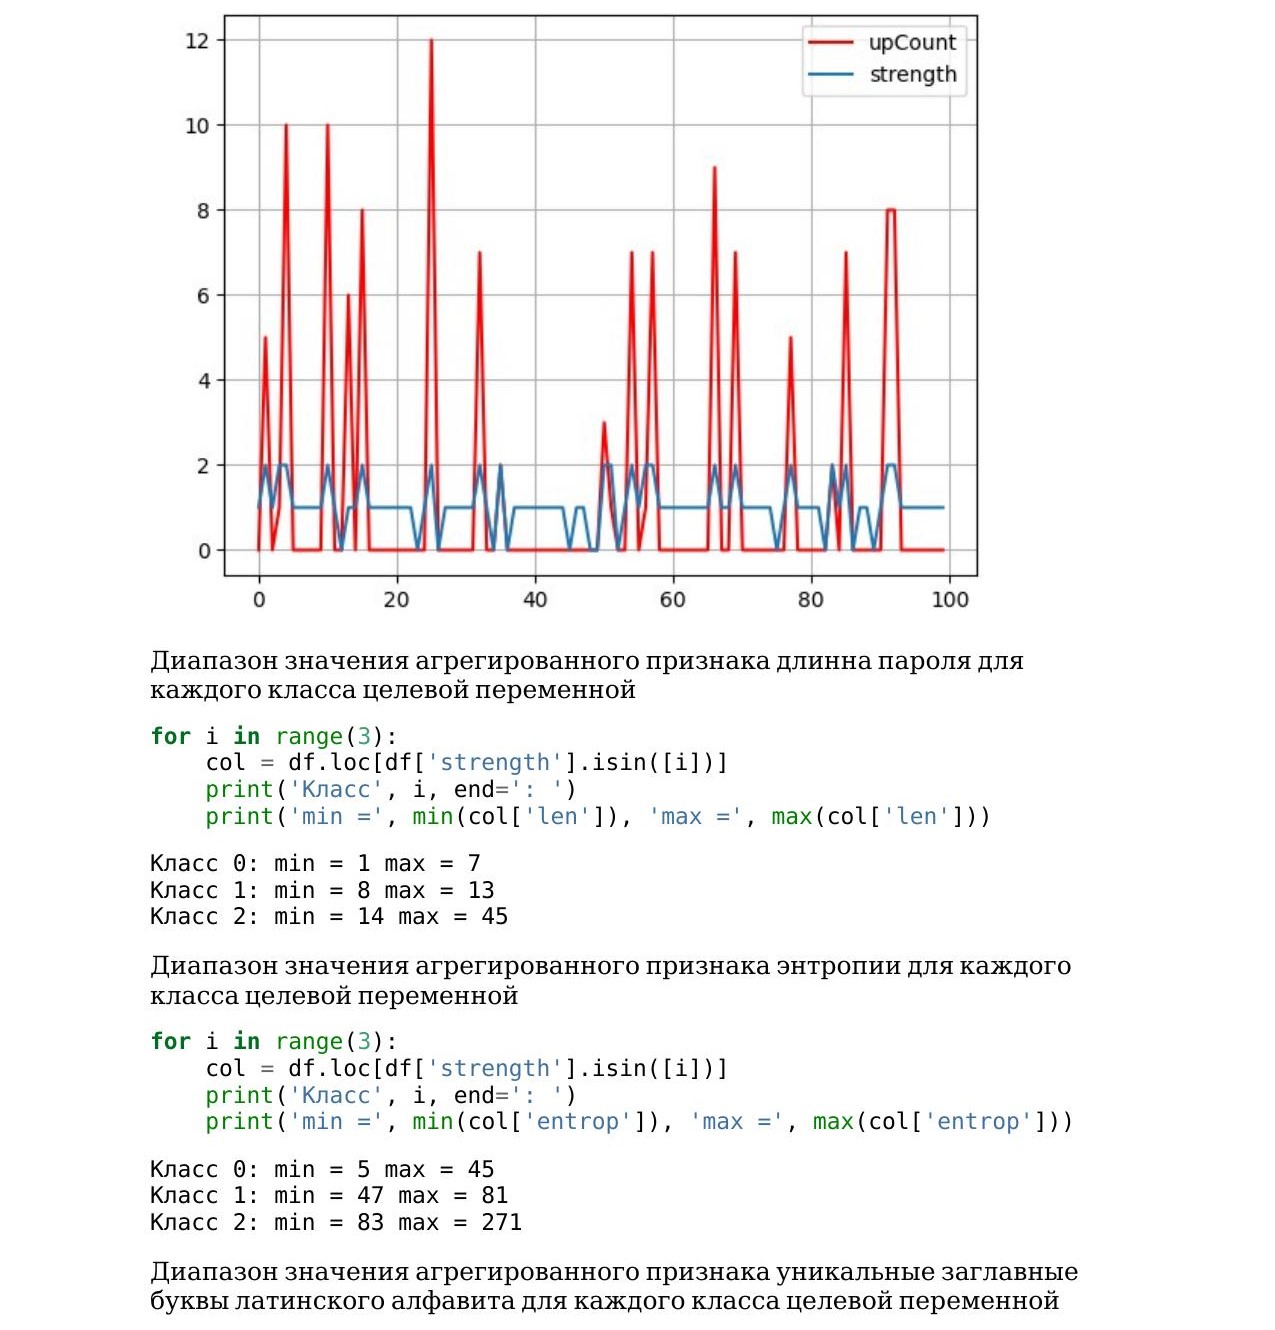 12
10
8
6
4
2
0
upCount
strength
0 20 40 60 80 100
Диапазон значения агрегированного признака длинна пароля для
каждого класса целевой переменной
for i in range(3):
    col = df.loc[df['strength'].isin([i])]
    print('Класс', i, end=': ')
    print('min =', min(col['len']), 'max =', max(col['len']))
Класс 0: min = 1 max = 7
Класс 1: min = 8 max = 13
Класс 2: min = 14 max = 45
Диапазон значения агрегированного признака энтропии для каждого
класса целевой переменной
for i in range(3):
    col = df.loc[df['strength'].isin([i])]
    print('Класс', i, end=': ')
    print('min =', min(col['entrop']), 'max =', max(col['entrop']))
Класс 0: min = 5 max = 45
Класс 1: min = 47 max = 81
Класс 2: min = 83 max = 271
Диапазон значения агрегированного признака уникальные заглавные
буквы латинского алфавита для каждого класса целевой переменной